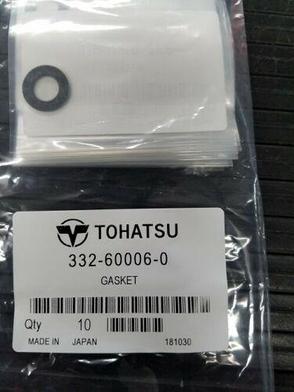 TOHATSU
332-60006-0
GASKET
Qty 10
MADE IN JAPAN 181030